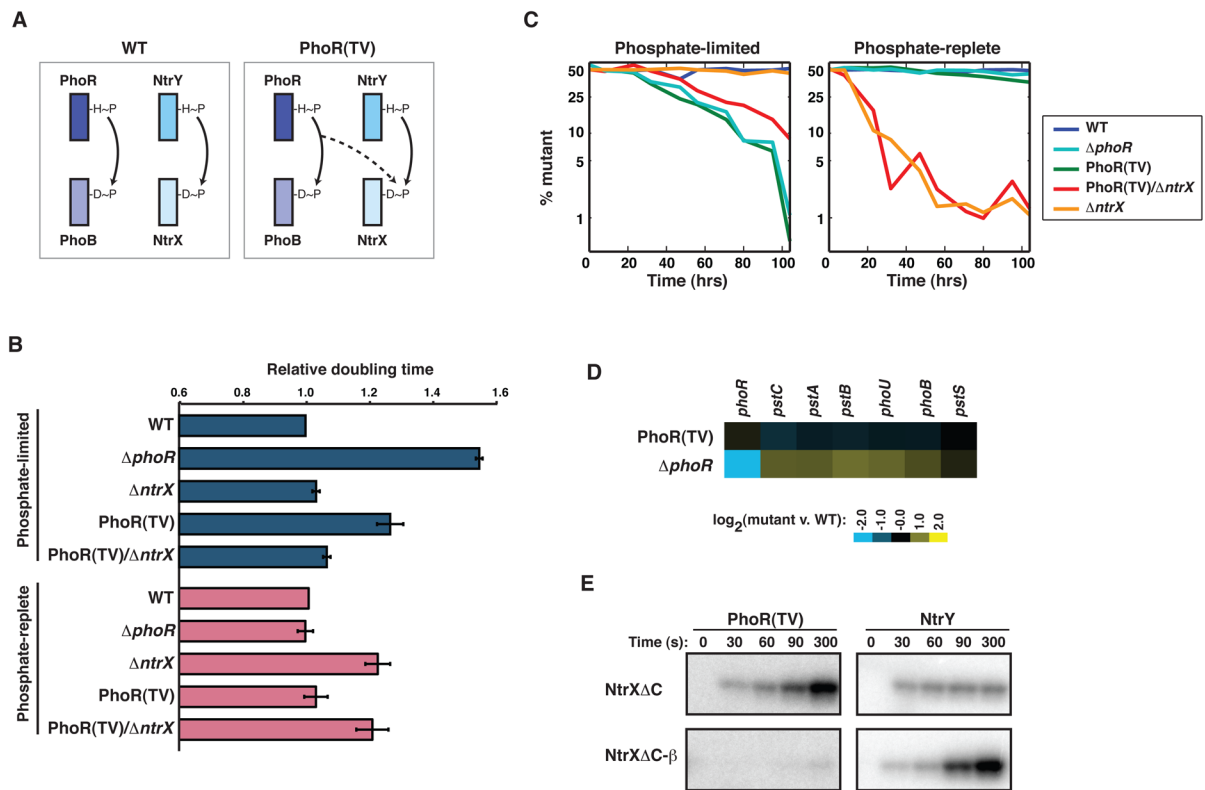 A
WT
PhoR(TV)
PhoR NtrY
PhoR NtrY
H~P H~P
H~P H~P
D~P D~P
D~P D~P
PhoB NtrX
PhoB NtrX
B
Relative doubling time
0.6 0.8 1.0 1.2 1.4 1.6
Phosphate-limited
WT
ΔphoR
ΔntrX
PhoR(TV)
PhoR(TV)/ΔntrX
Phosphate-replete
WT
ΔphoR
ΔntrX
PhoR(TV)
PhoR(TV)/ΔntrX
C
Phosphate-limited
Phosphate-replete
% mutant
50
25
10
5
1
0 20 40 60 80 100
Time (hrs)
50
25
10
5
1
0 20 40 60 80 100
Time (hrs)
WT
ΔphoR
PhoR(TV)
PhoR(TV)/ΔntrX
ΔntrX
D
phoR pstC pstA pstB phoU phoB pstS
PhoR(TV)
ΔphoR
log2(mutant v. WT): -2.0 -1.0 -0.0 1.0 2.0
E
PhoR(TV) NtrY
Time (s): 0 30 60 90 300 0 30 60 90 300
NtrXΔC
NtrXΔC-β